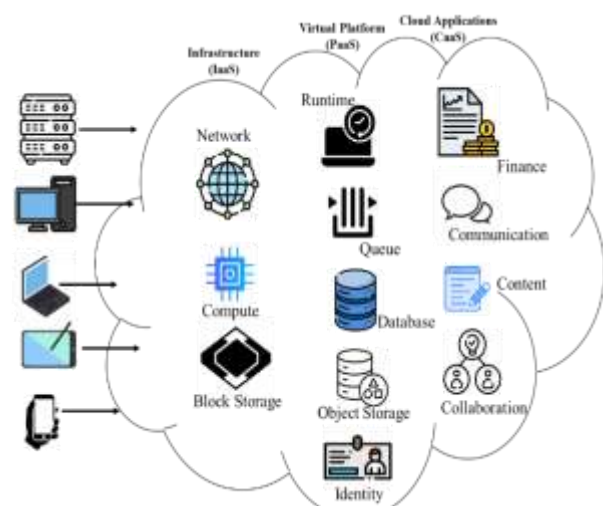 Infrastructure
(IaaS)
Virtual Platform
(PaaS)
Cloud Applications
(CaaS)
Network
Compute
Block Storage
Runtime
Queue
Database
Object Storage
Identity
Finance
Communication
Content
Collaboration